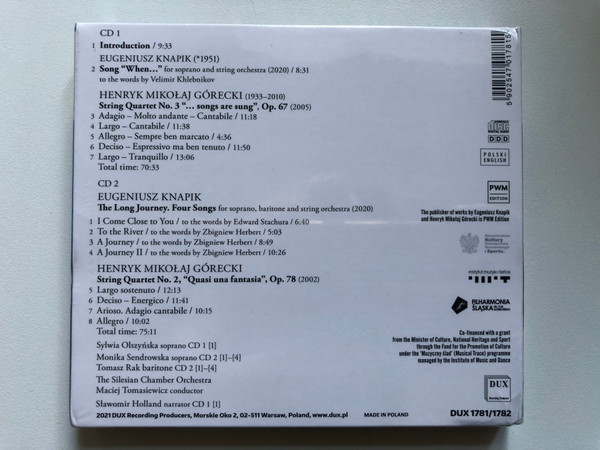 CD 1
1 Introduction / 9:33
EUGENIUSZ KNAPIK (*1951)
2 Song “When...” for soprano and string orchestra (2020) / 8:31
to the words by Velimir Khlebnikov
HENRYK MIKOŁAJ GÓRECKI (1933–2010)
String Quartet No. 3 “... songs are sung”, Op. 67 (2005)
3 Adagio – Molto andante – Cantabile / 11:18
4 Largo – Cantabile / 11:38
5 Allegro – Sempre ben marcato / 4:36
6 Deciso – Espressivo ma ben tenuto / 11:50
7 Largo – Tranquillo / 13:06
Total time: 70:33
CD 2
EUGENIUSZ KNAPIK
The Long Journey. Four Songs for soprano, baritone and string orchestra (2020)
1 I Come Close to You / to the words by Edward Stachura / 6:40
2 To the River / to the words by Zbigniew Herbert / 5:03
3 A Journey / to the words by Zbigniew Herbert / 8:49
4 A Journey II / to the words by Zbigniew Herbert / 10:26
HENRYK MIKOŁAJ GÓRECKI
String Quartet No. 2, “Quasi una fantasia”, Op. 78 (2002)
5 Largo sostenuto / 12:13
6 Deciso – Energico / 11:41
7 Arioso. Adagio cantabile / 10:15
8 Allegro / 10:02
Total time: 75:11
Sylwia Olszyńska soprano CD 1 [1]
Monika Sendrowska soprano CD 2 [1]–[4]
Tomasz Rak baritone CD 2 [1]–[4]
The Silesian Chamber Orchestra
Maciej Tomasiewicz conductor
Sławomir Holland narrator CD 1 [1]
2021 DUX Recording Producers, Morskie Oko 2, 02-511 Warsaw, Poland, www.dux.pl
MADE IN POLAND
DUX 1781/1782
5 902547 017815
COMPACT
disc
DIGITAL AUDIO
DDD
POLSKI
ENGLISH
PWM
EDITION
The publisher of works by Eugeniusz Knapik
and Henryk Mikołaj Górecki is PWM Edition
Kultury
i Sportu
instytut muzyki i tańca
FILHARMONIA
ŚLĄSKA
Co-financed with a grant
from the Minister of Culture, National Heritage and Sport
through the Fund for the Promotion of Culture
under the 'Muzyczny ślad' (Musical Trace) programme
managed by the Institute of Music and Dance
DUX
Recording Producers